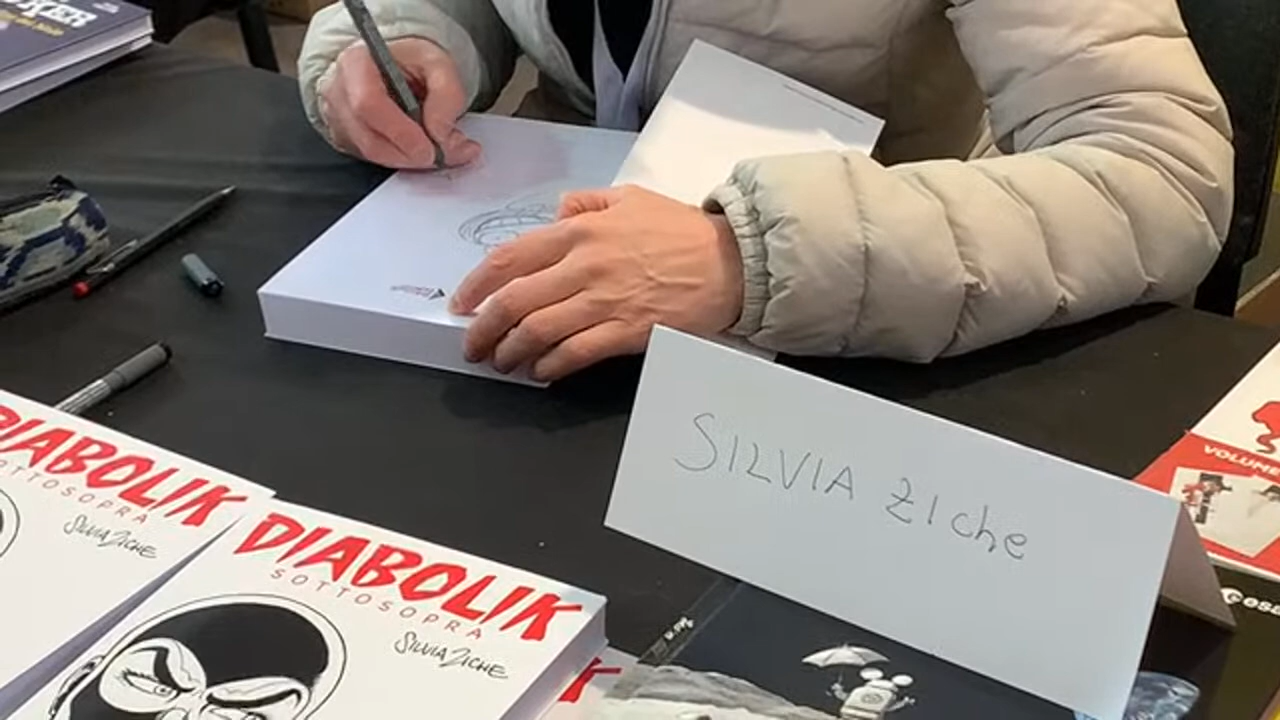 DIABOLIK
SOTTOSOPRA
SILVIA ZICHE
DIABOLIK
SOTTOSOPRA
SILVIA ZICHE
SILVIA ZIche
VOLUME